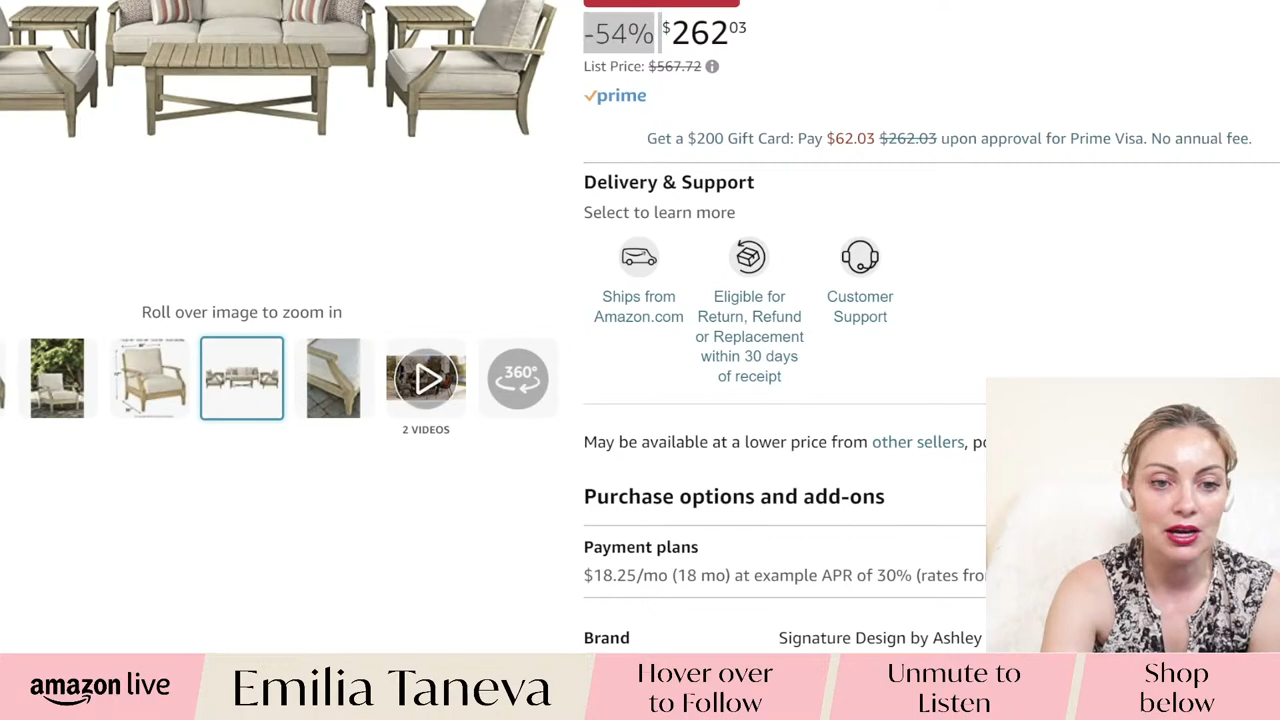 -54% $262 03
List Price: $567.72
prime
Get a $200 Gift Card: Pay $62.03 $262.03 upon approval for Prime Visa. No annual fee.
Delivery & Support
Select to learn more
Ships from
Amazon.com
Eligible for
Return, Refund
or Replacement
within 30 days
of receipt
Customer
Support
Roll over image to zoom in
360°
2 VIDEOS
May be available at a lower price from other sellers, po
Purchase options and add-ons
Payment plans
$18.25/mo (18 mo) at example APR of 30% (rates fro
Brand Signature Design by Ashley
amazon live
Emilia Taneva
Hover over
to Follow
Unmute to
Listen
Shop
below